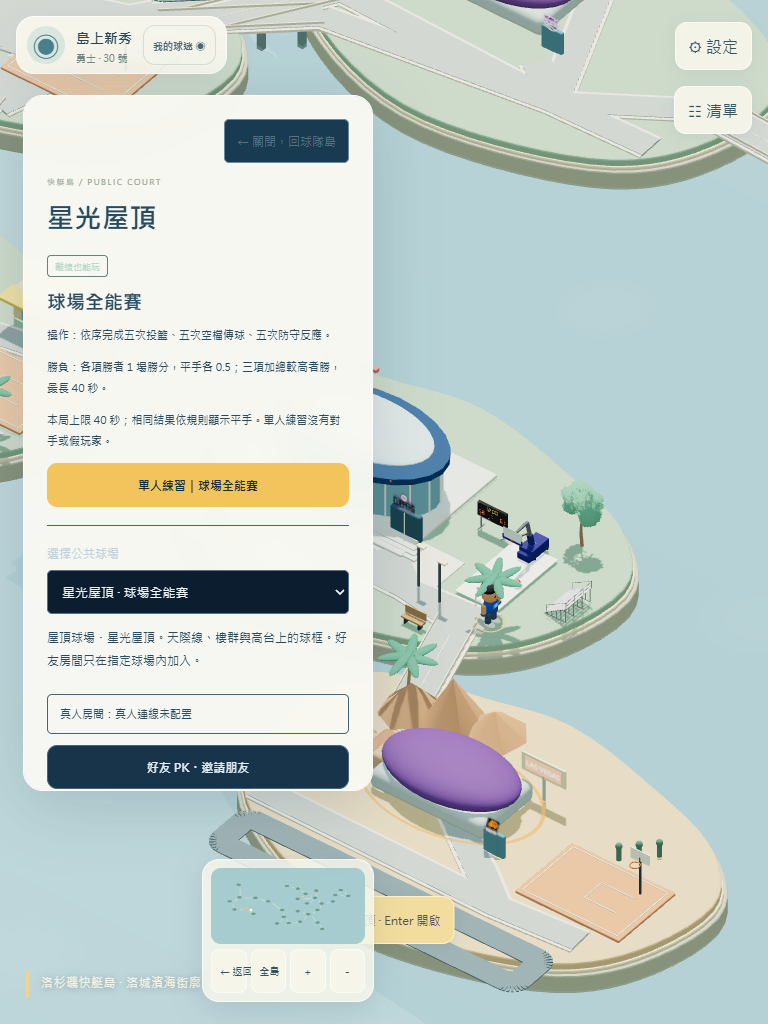 島上新秀
勇士 · 30 號
我的球迷 ◉
⚙ 設定
☷ 清單
← 關閉，回球隊島
快艇島 / PUBLIC COURT
星光屋頂
離線也能玩
球場全能賽
操作：依序完成五次投籃、五次空檔傳球、五次防守反應。
勝負：各項勝者 1 場勝分，平手各 0.5；三項加總較高者勝，
最長 40 秒。
本局上限 40 秒；相同結果依規則顯示平手。單人練習沒有對
手或假玩家。
單人練習｜球場全能賽
選擇公共球場
星光屋頂 · 球場全能賽
屋頂球場 · 星光屋頂。天際線、樓群與高台上的球框。好
友房間只在指定球場內加入。
真人房間：真人連線未配置
好友 PK · 邀請朋友
LAS VEGAS
· Enter 開啟
← 返回
全島
+
-
洛杉磯快艇島 · 洛城濱海街廓